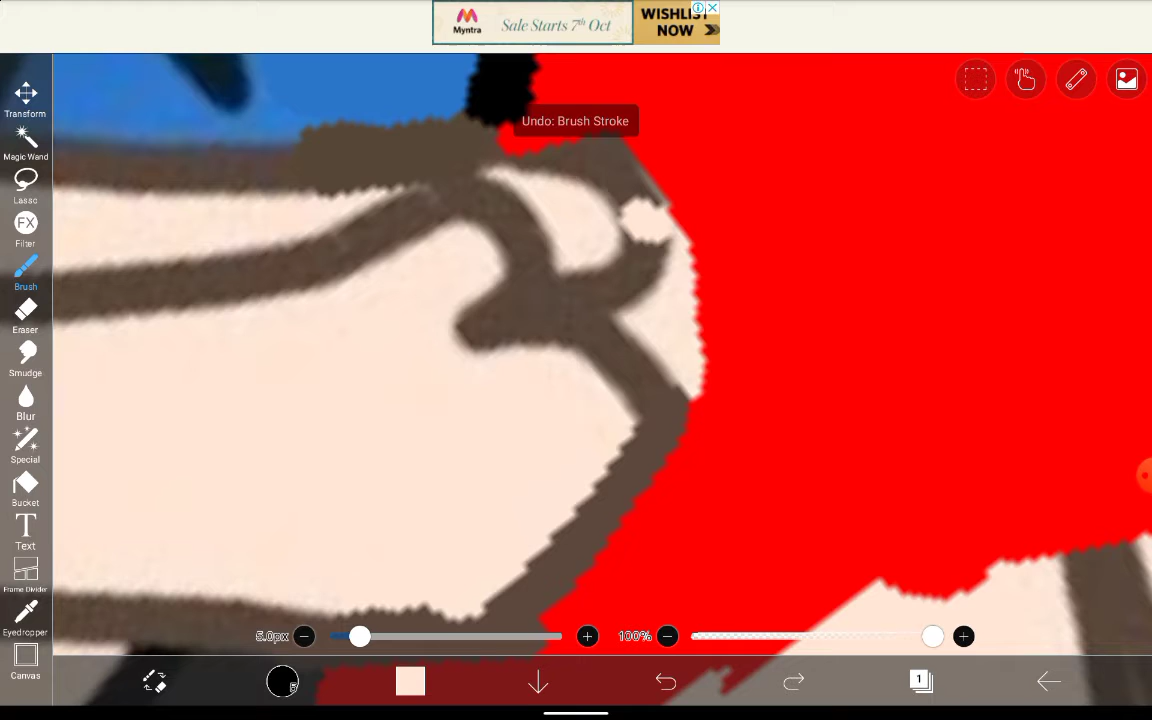 Myntra
Sale Starts 7th Oct
WISHLIST
NOW
Undo: Brush Stroke
Transform
Magic Wand
Lasso
FX
Filter
Brush
Eraser
Smudge
Blur
Special
Bucket
T
Text
Frame Divider
Eyedropper
Canvas
5.0px
100%
1